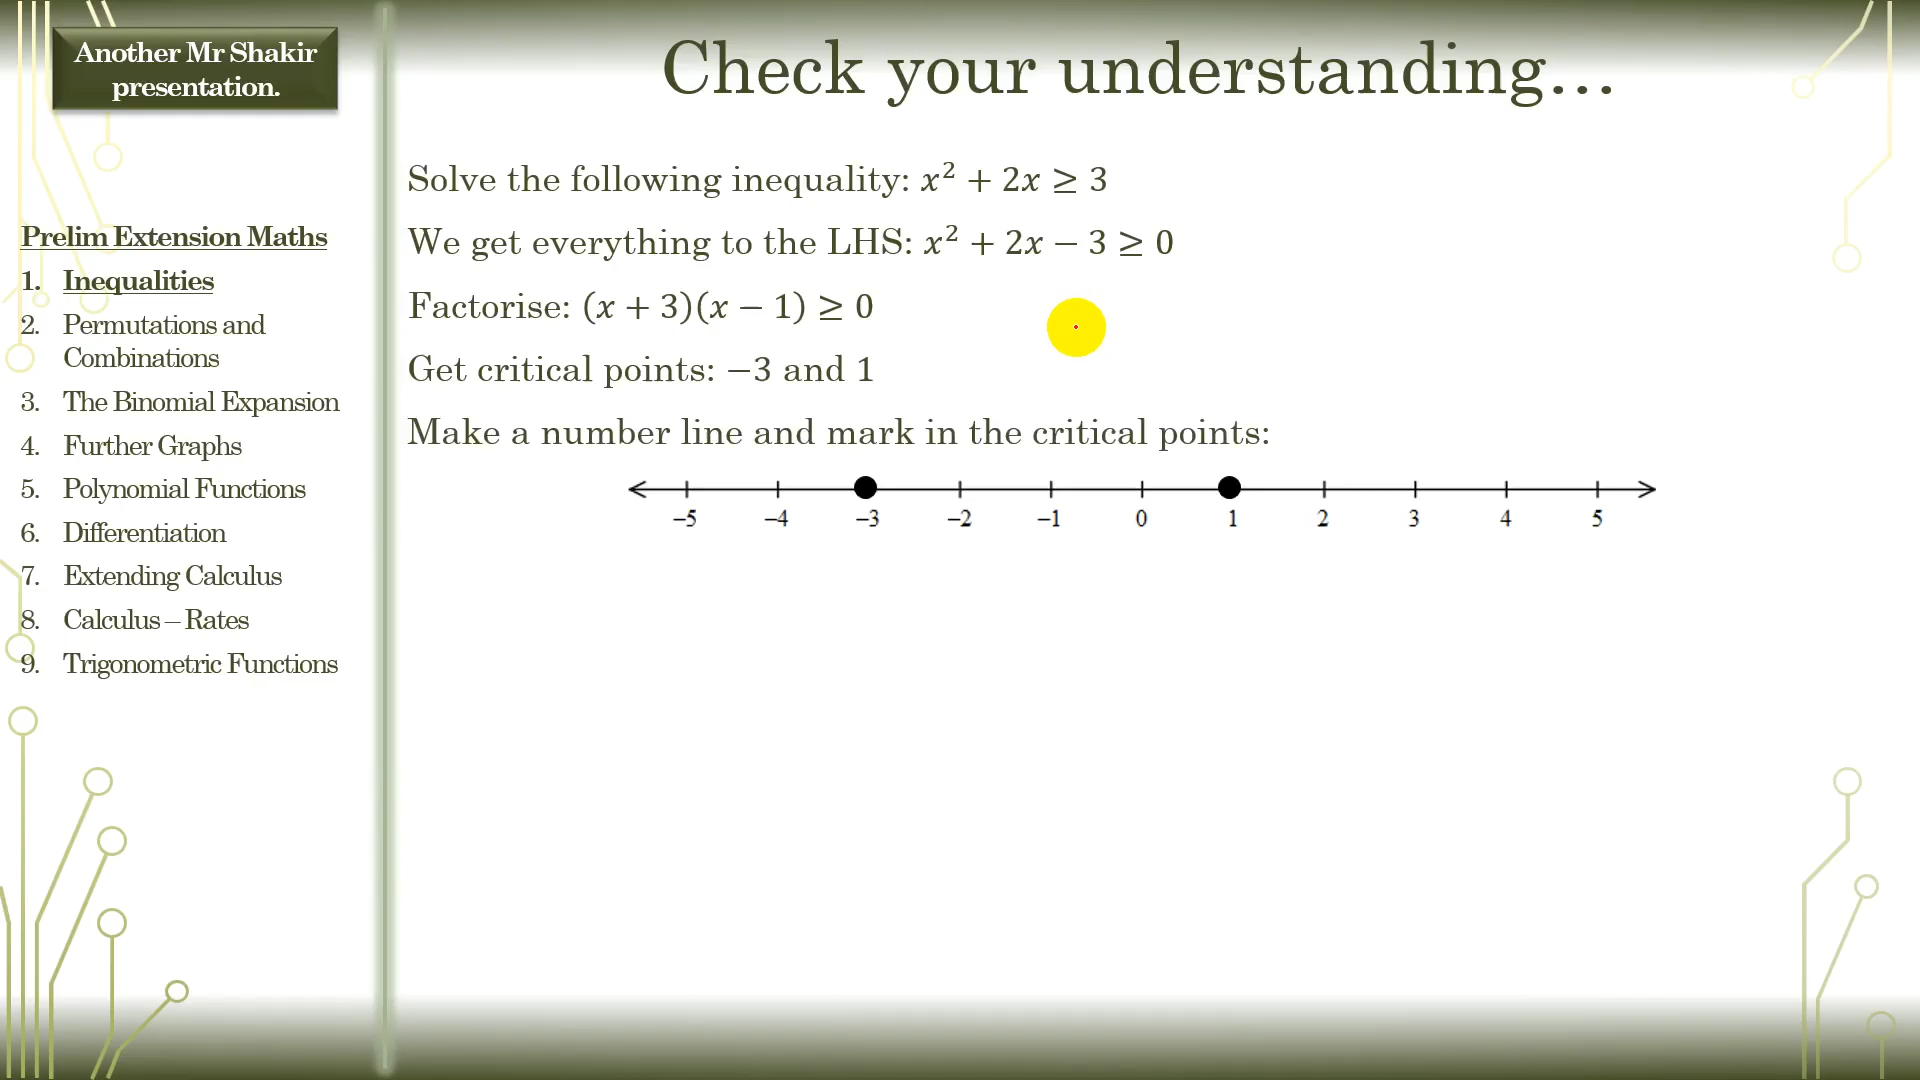 Another Mr Shakir
presentation.
Check your understanding...
Prelim Extension Maths
1. Inequalities
2. Permutations and
Combinations
3. The Binomial Expansion
4. Further Graphs
5. Polynomial Functions
6. Differentiation
7. Extending Calculus
8. Calculus – Rates
9. Trigonometric Functions
Solve the following inequality: x² + 2x ≥ 3
We get everything to the LHS: x² + 2x − 3 ≥ 0
Factorise: (x + 3)(x − 1) ≥ 0
Get critical points: −3 and 1
Make a number line and mark in the critical points:
−5 −4 −3 −2 −1 0 1 2 3 4 5